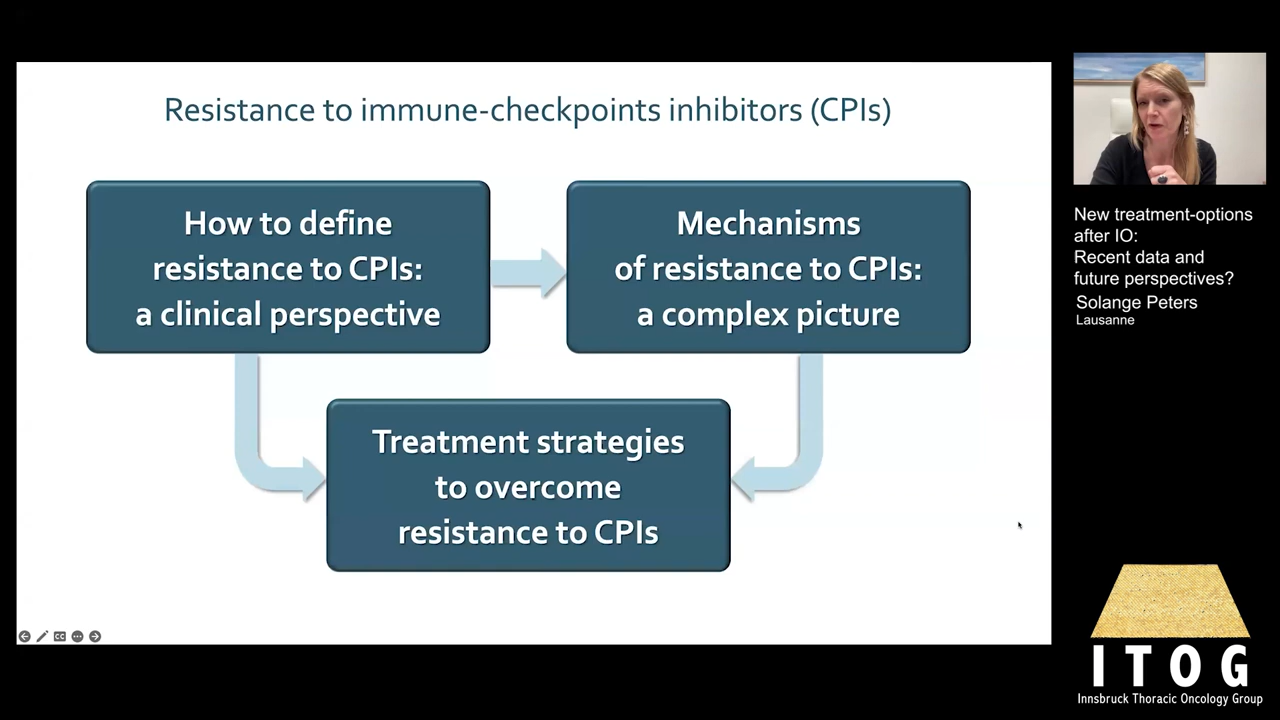 Resistance to immune-checkpoints inhibitors (CPIs)
How to define
resistance to CPIs:
a clinical perspective
Mechanisms
of resistance to CPIs:
a complex picture
Treatment strategies
to overcome
resistance to CPIs
New treatment-options
after IO:
Recent data and
future perspectives?
Solange Peters
Lausanne
ITOG
Innsbruck Thoracic Oncology Group